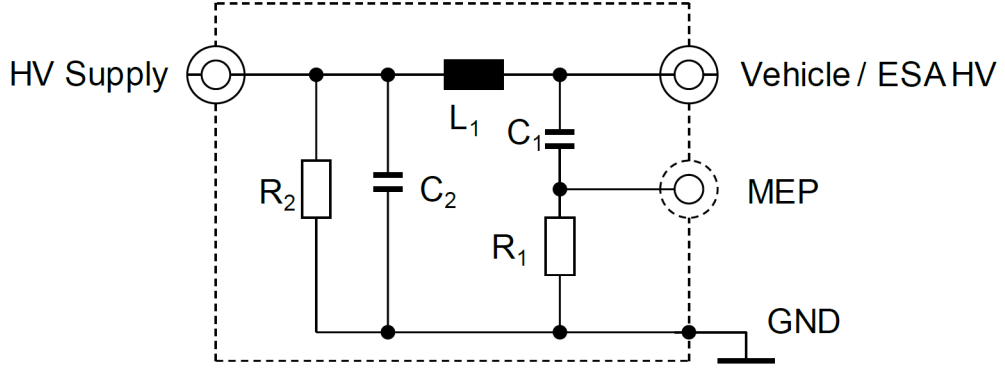 HV Supply
Vehicle / ESA HV
L1
C1
R2
C2
MEP
R1
GND